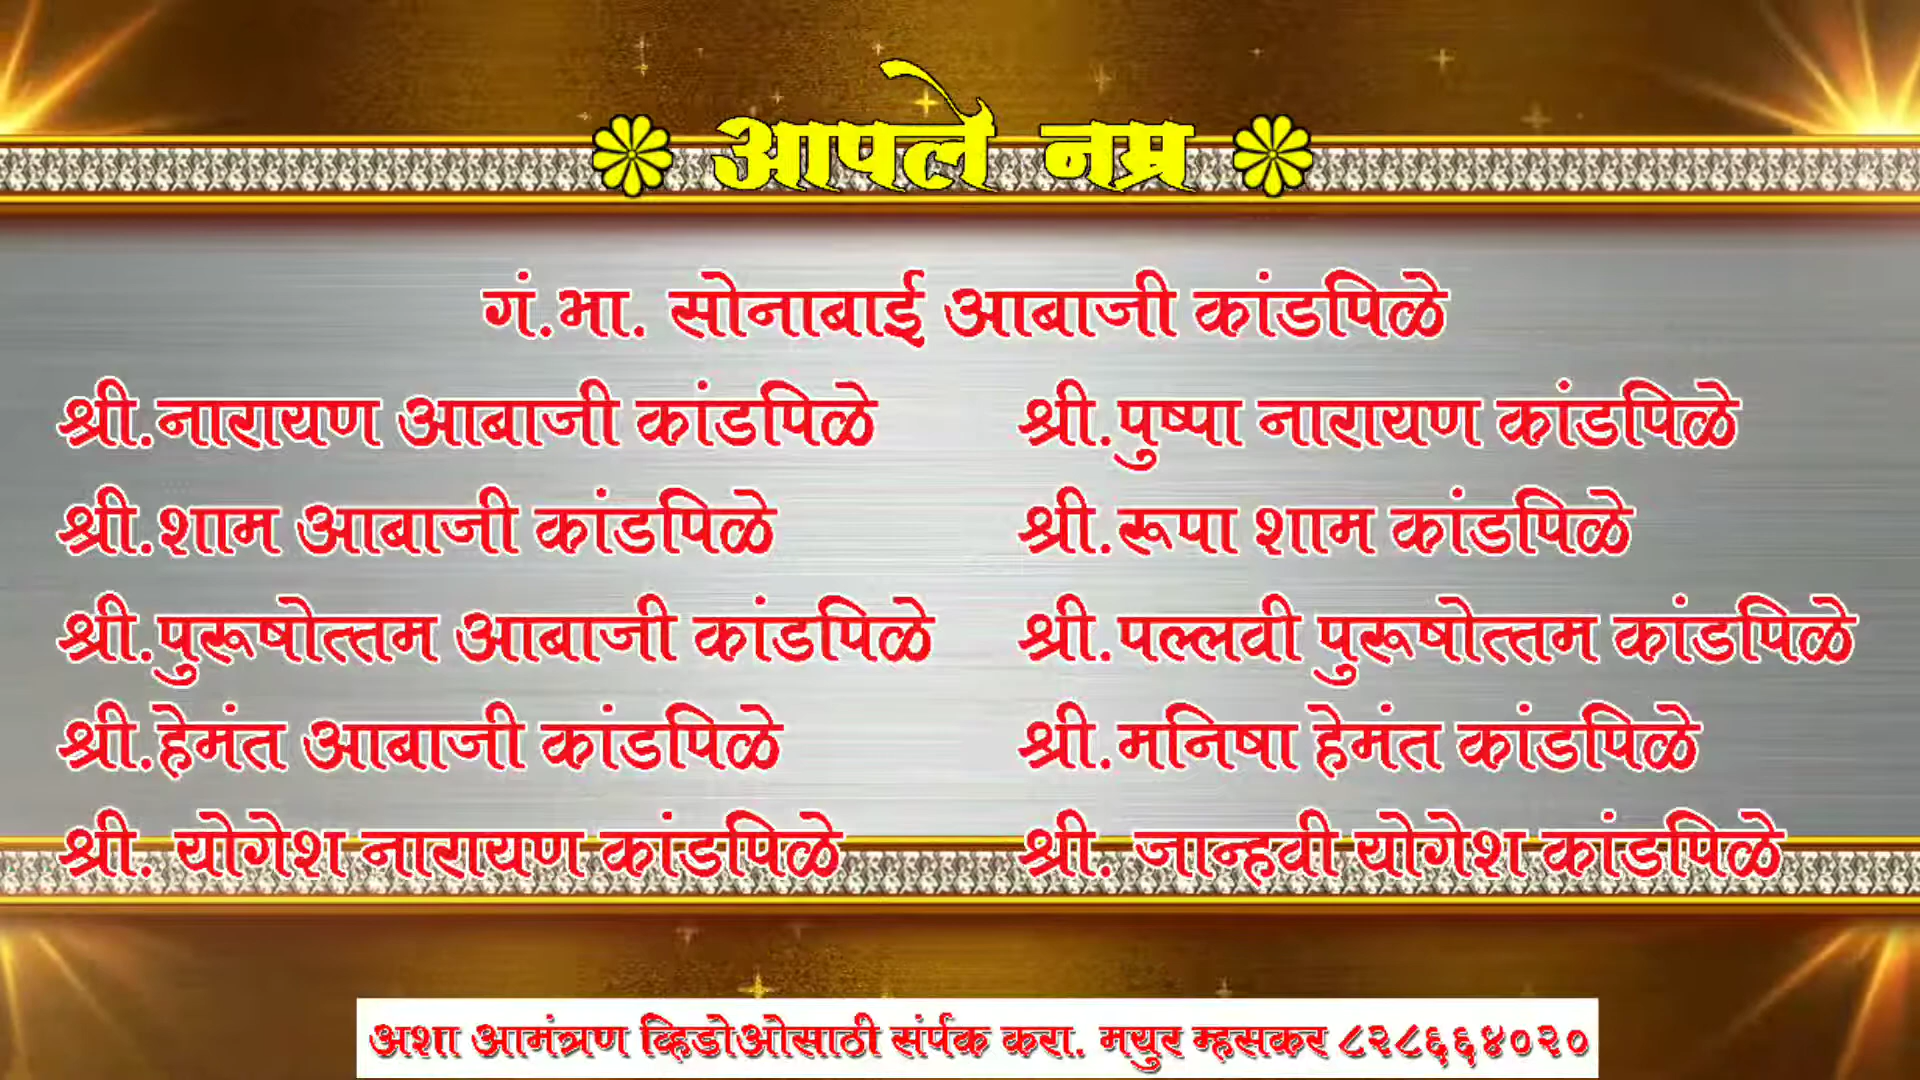 आपले नम्र
गं.भा. सोनाबाई आबाजी कांडपिळे
श्री.नारायण आबाजी कांडपिळे श्री.पुष्पा नारायण कांडपिळे
श्री.शाम आबाजी कांडपिळे श्री.रूपा शाम कांडपिळे
श्री.पुरूषोत्तम आबाजी कांडपिळे श्री.पल्लवी पुरूषोत्तम कांडपिळे
श्री.हेमंत आबाजी कांडपिळे श्री.मनिषा हेमंत कांडपिळे
श्री. योगेश नारायण कांडपिळे श्री. जान्हवी योगेश कांडपिळे
अशा आमंत्रण व्हिडीओसाठी संर्पक करा. मयुर म्हसकर ८२८६६४०२०